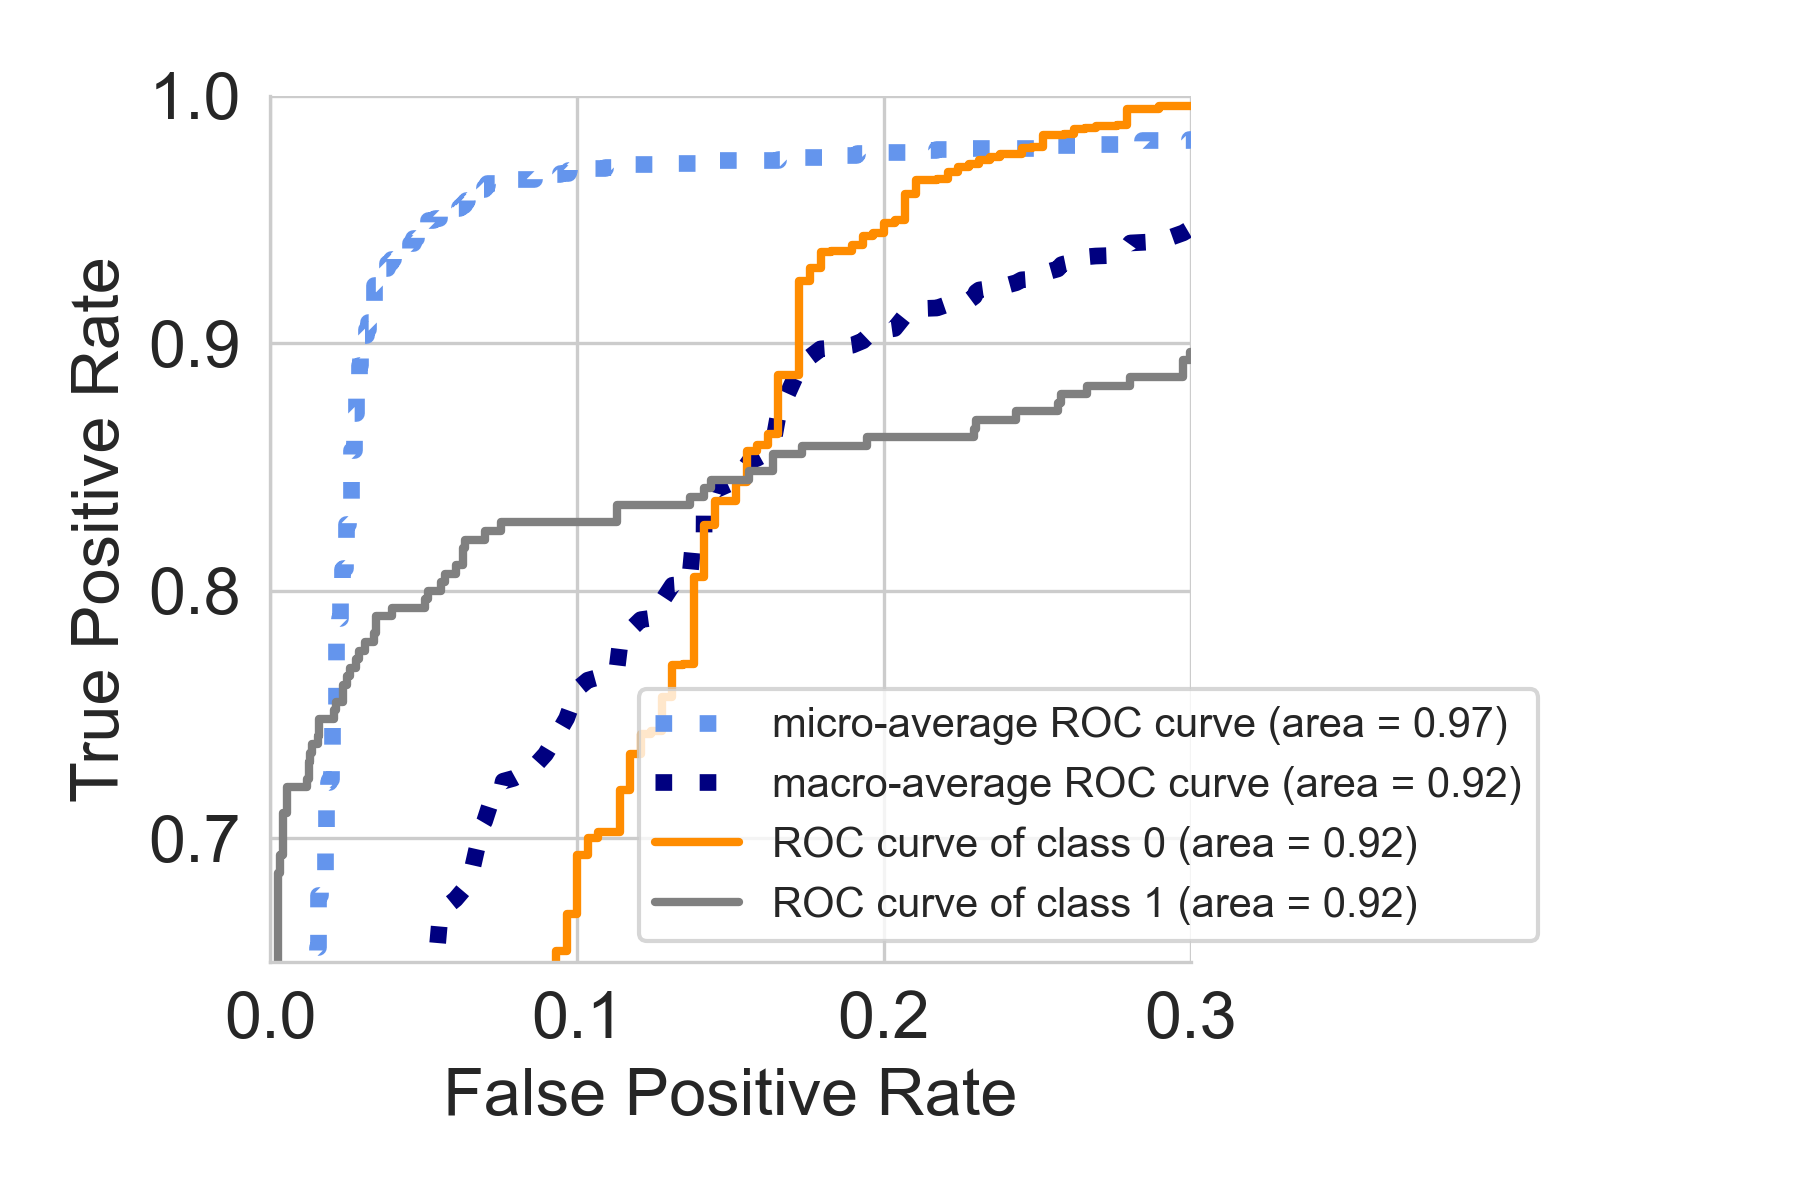 1.0
0.9
0.8
0.7
True Positive Rate
micro-average ROC curve (area = 0.97)
macro-average ROC curve (area = 0.92)
ROC curve of class 0 (area = 0.92)
ROC curve of class 1 (area = 0.92)
0.0 0.1 0.2 0.3
False Positive Rate